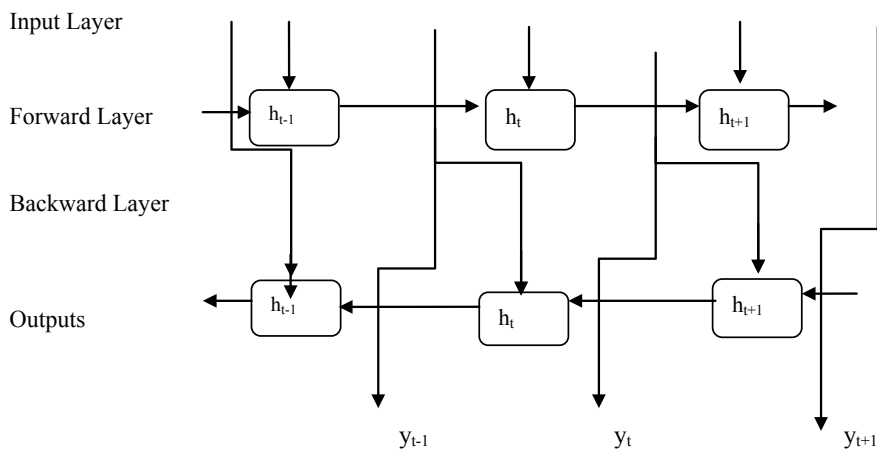 Input Layer
Forward Layer
h_{t-1} h_t h_{t+1}
Backward Layer
h_{t-1} h_t h_{t+1}
Outputs
y_{t-1} y_t y_{t+1}